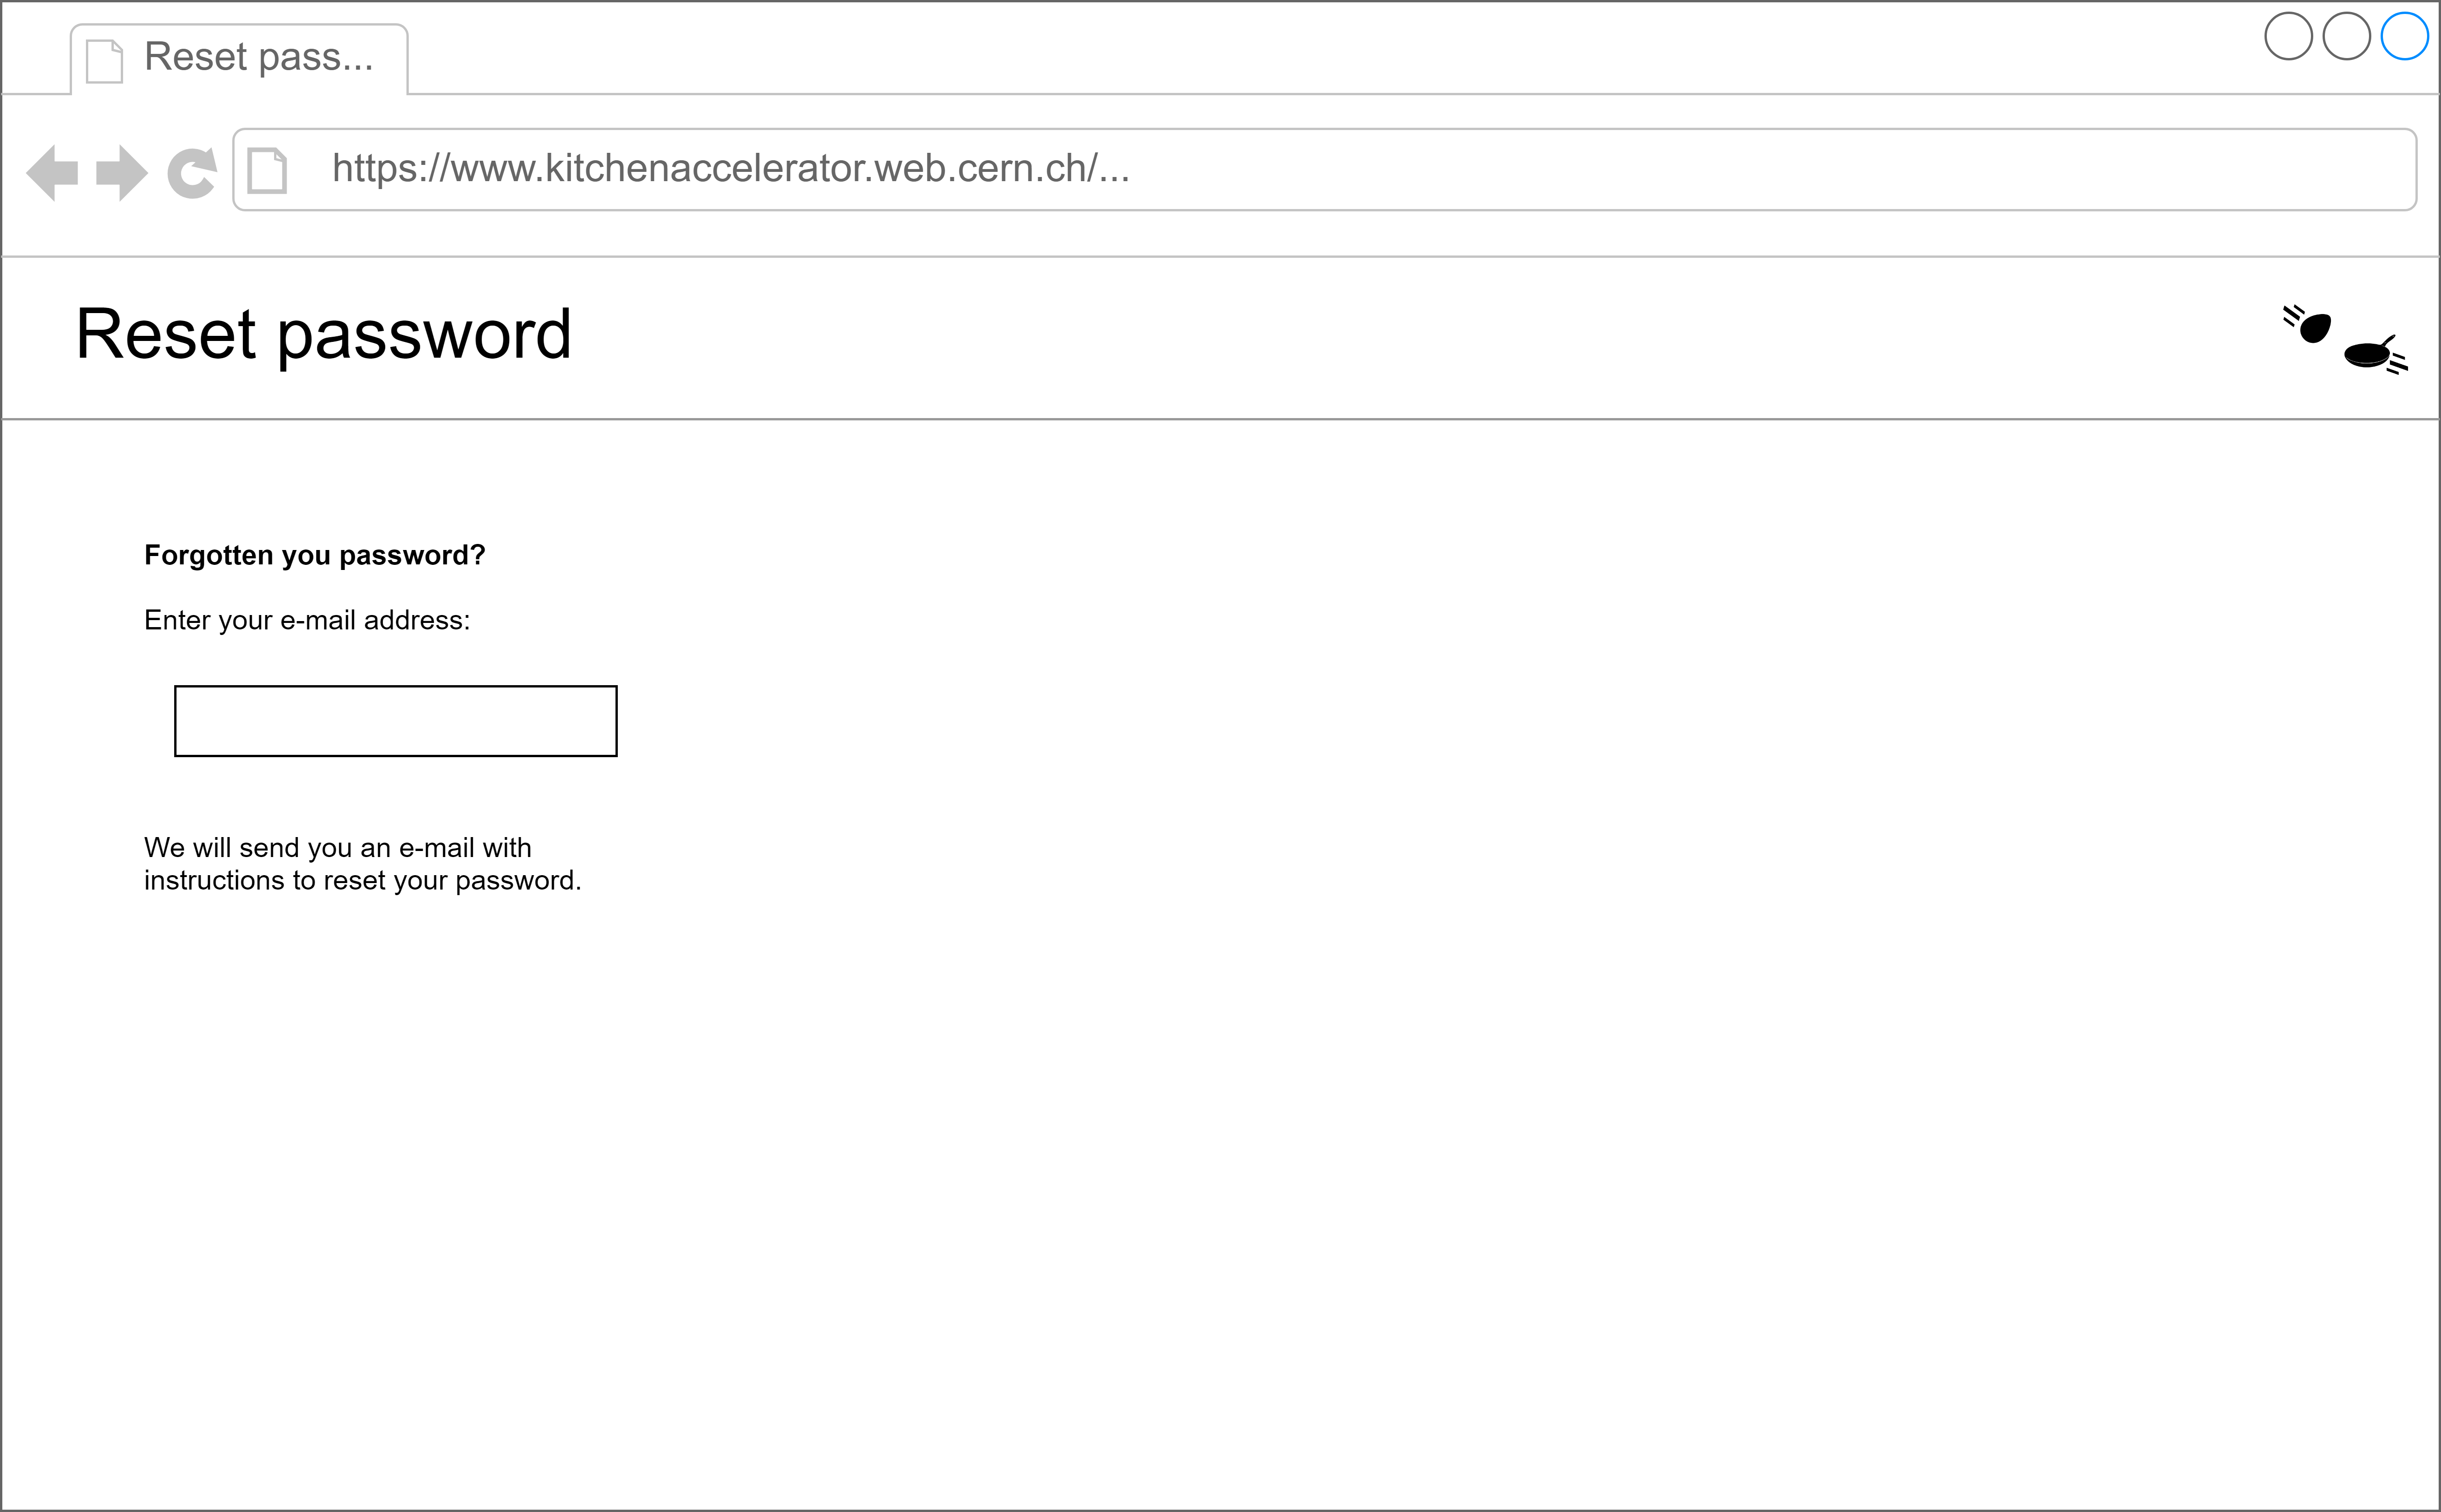 Reset pass...
https://www.kitchenaccelerator.web.cern.ch/...
Reset password
Forgotten you password?
Enter your e-mail address:
We will send you an e-mail with
instructions to reset your password.